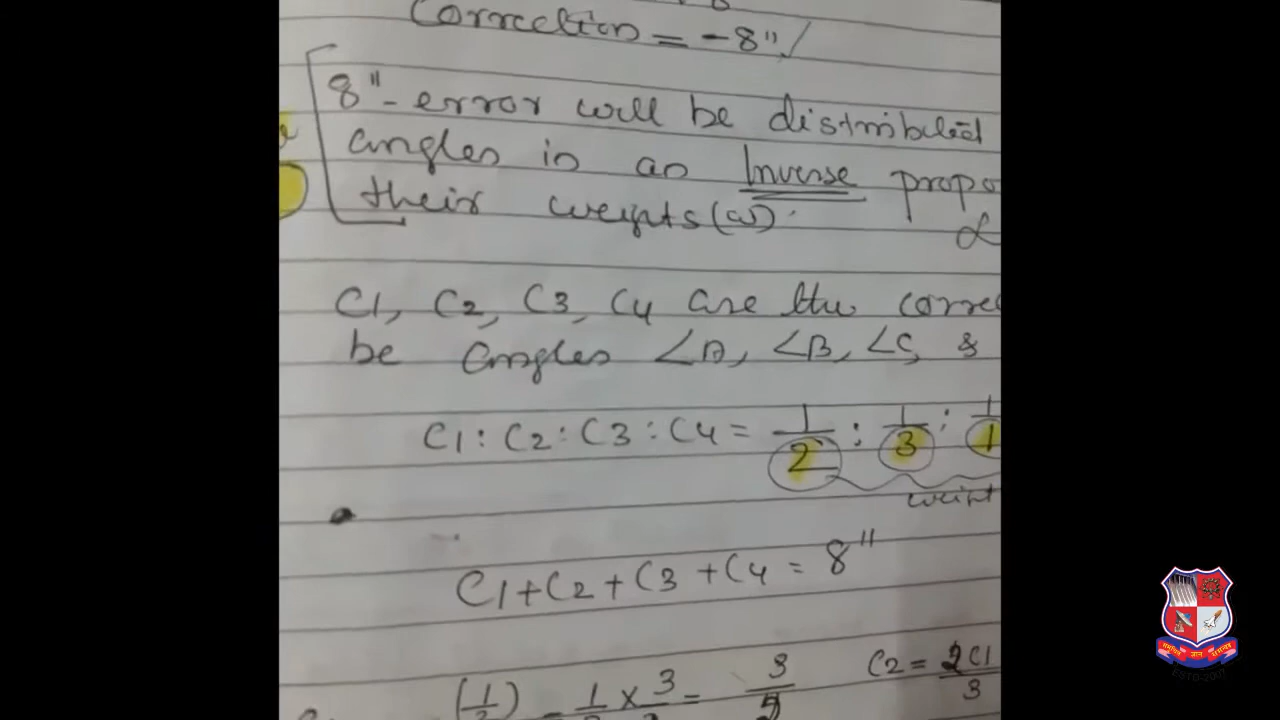 Correction = -8"/
8" - error will be distributed
angles in an Inverse propo
their weights (ω).
α
C1, C2, C3, C4 are the corre
be angles ∠A, ∠B, ∠C, &
C1 : C2 : C3 : C4 = 1/2 : 1/3 : 1/1
C1 + C2 + C3 + C4 = 8"
C2 = 2C1/3